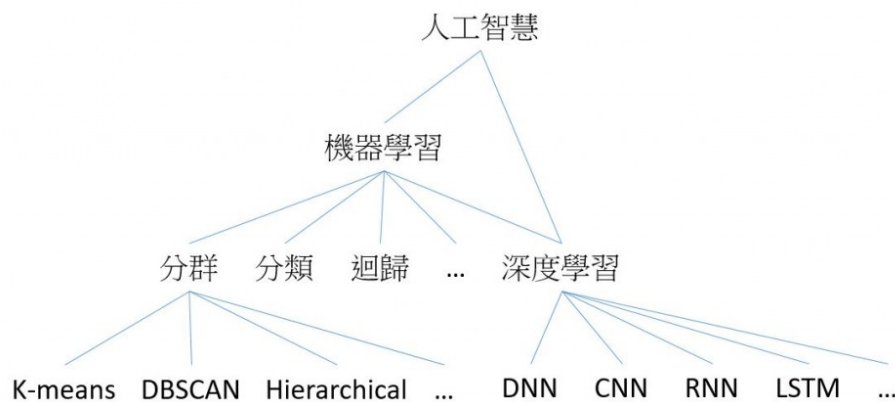 人工智慧
機器學習
分群 分類 迴歸 ... 深度學習
K-means DBSCAN Hierarchical ... DNN CNN RNN LSTM ...